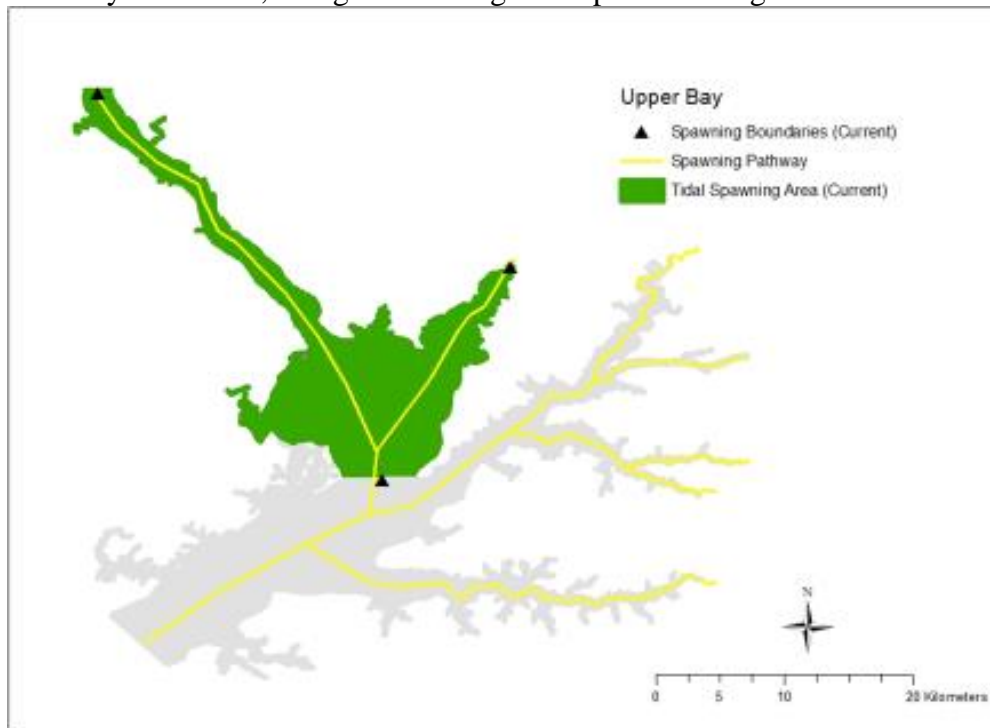 Upper Bay
Spawning Boundaries (Current)
Spawning Pathway
Tidal Spawning Area (Current)
N
0 5 10 20 Kilometers